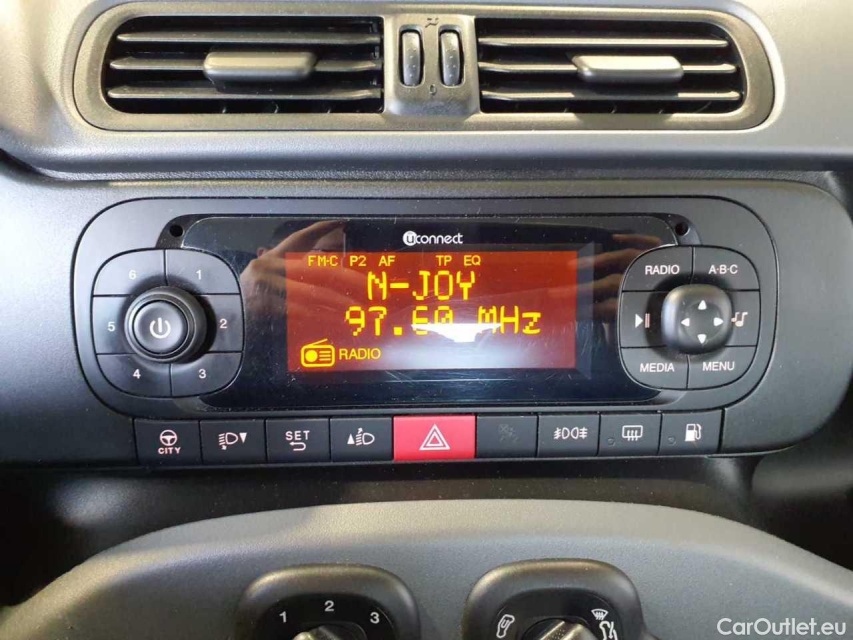 uconnect
FM-C P2 AF TP EQ
N-JOY
97.60 MHz
RADIO
6 1
5 2
4 3
RADIO A·B·C
MEDIA MENU
CITY
SET
1 2 3
CarOutlet.eu